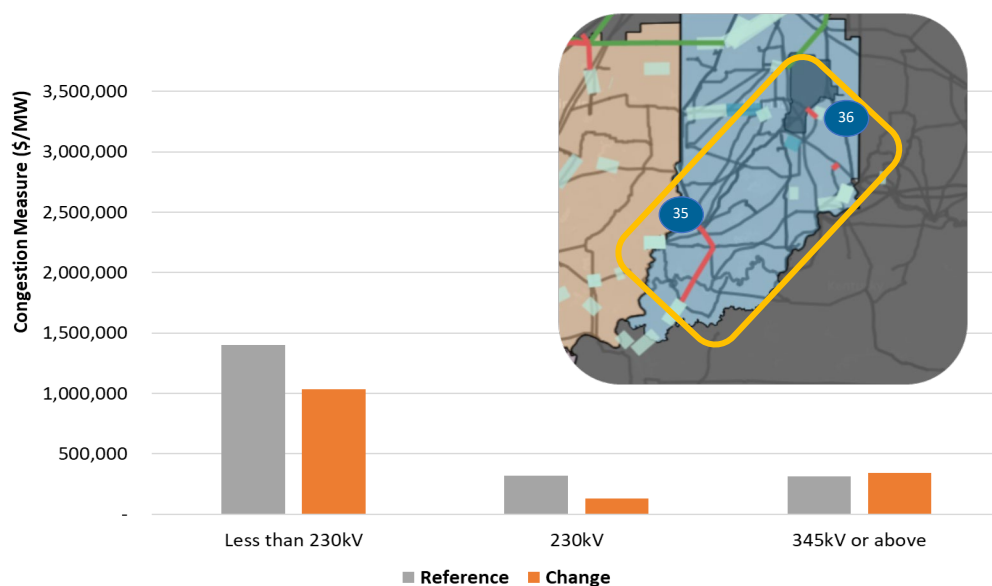 Congestion Measure ($/MW)
3,500,000
3,000,000
2,500,000
2,000,000
1,500,000
1,000,000
500,000
-
36
35
Less than 230kV
230kV
345kV or above
Reference
Change